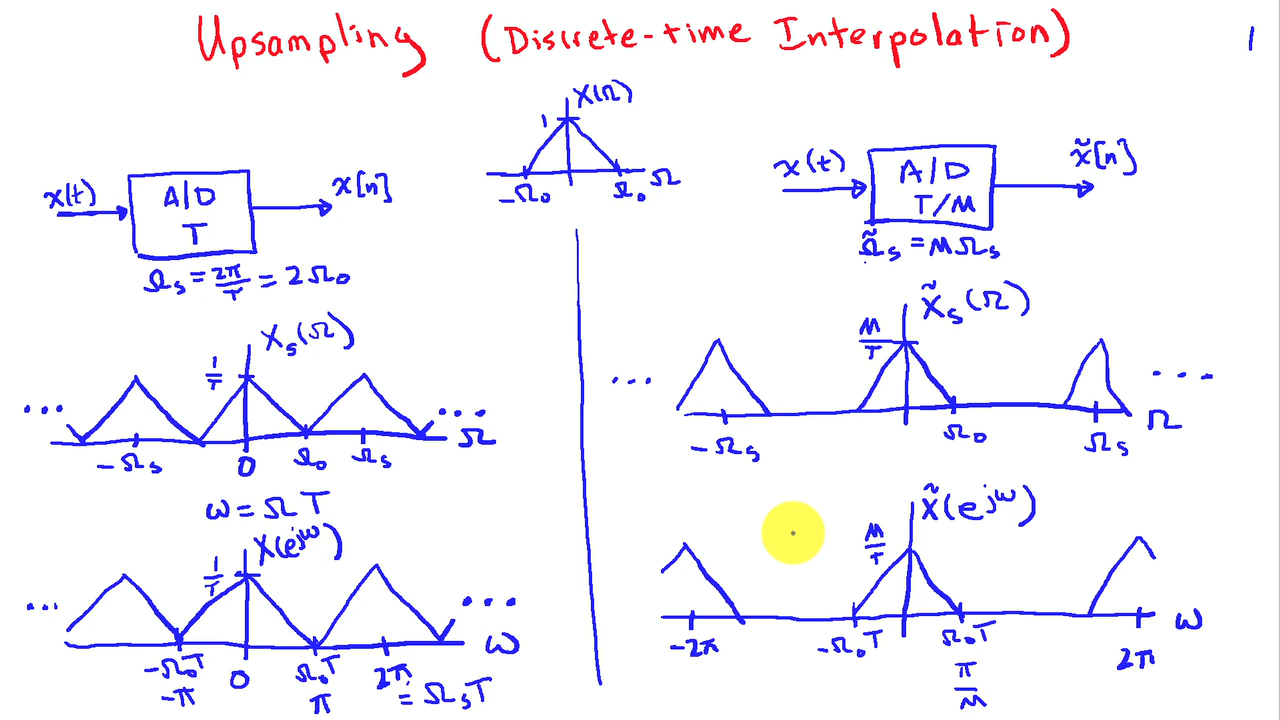 Upsampling (Discrete-time Interpolation)
1
X(Ω)
1
-Ω₀ Ω₀ Ω
x(t) A/D T x[n]
Ωs = 2π/T = 2Ω₀
Xs(Ω)
1/T
... ...
-Ωs 0 Ω₀ Ωs Ω
ω = ΩT
X(e^jω)
1/T
... ...
-Ω₀T 0 Ω₀T 2π ω
-π π = ΩsT
x(t) A/D T/M x̃[n]
Ω̃s = MΩs
X̃s(Ω)
M/T
... ...
-Ωs Ω₀ Ωs Ω
X̃(e^jω)
M/T
-2π -Ω₀T Ω₀T 2π ω
π/M